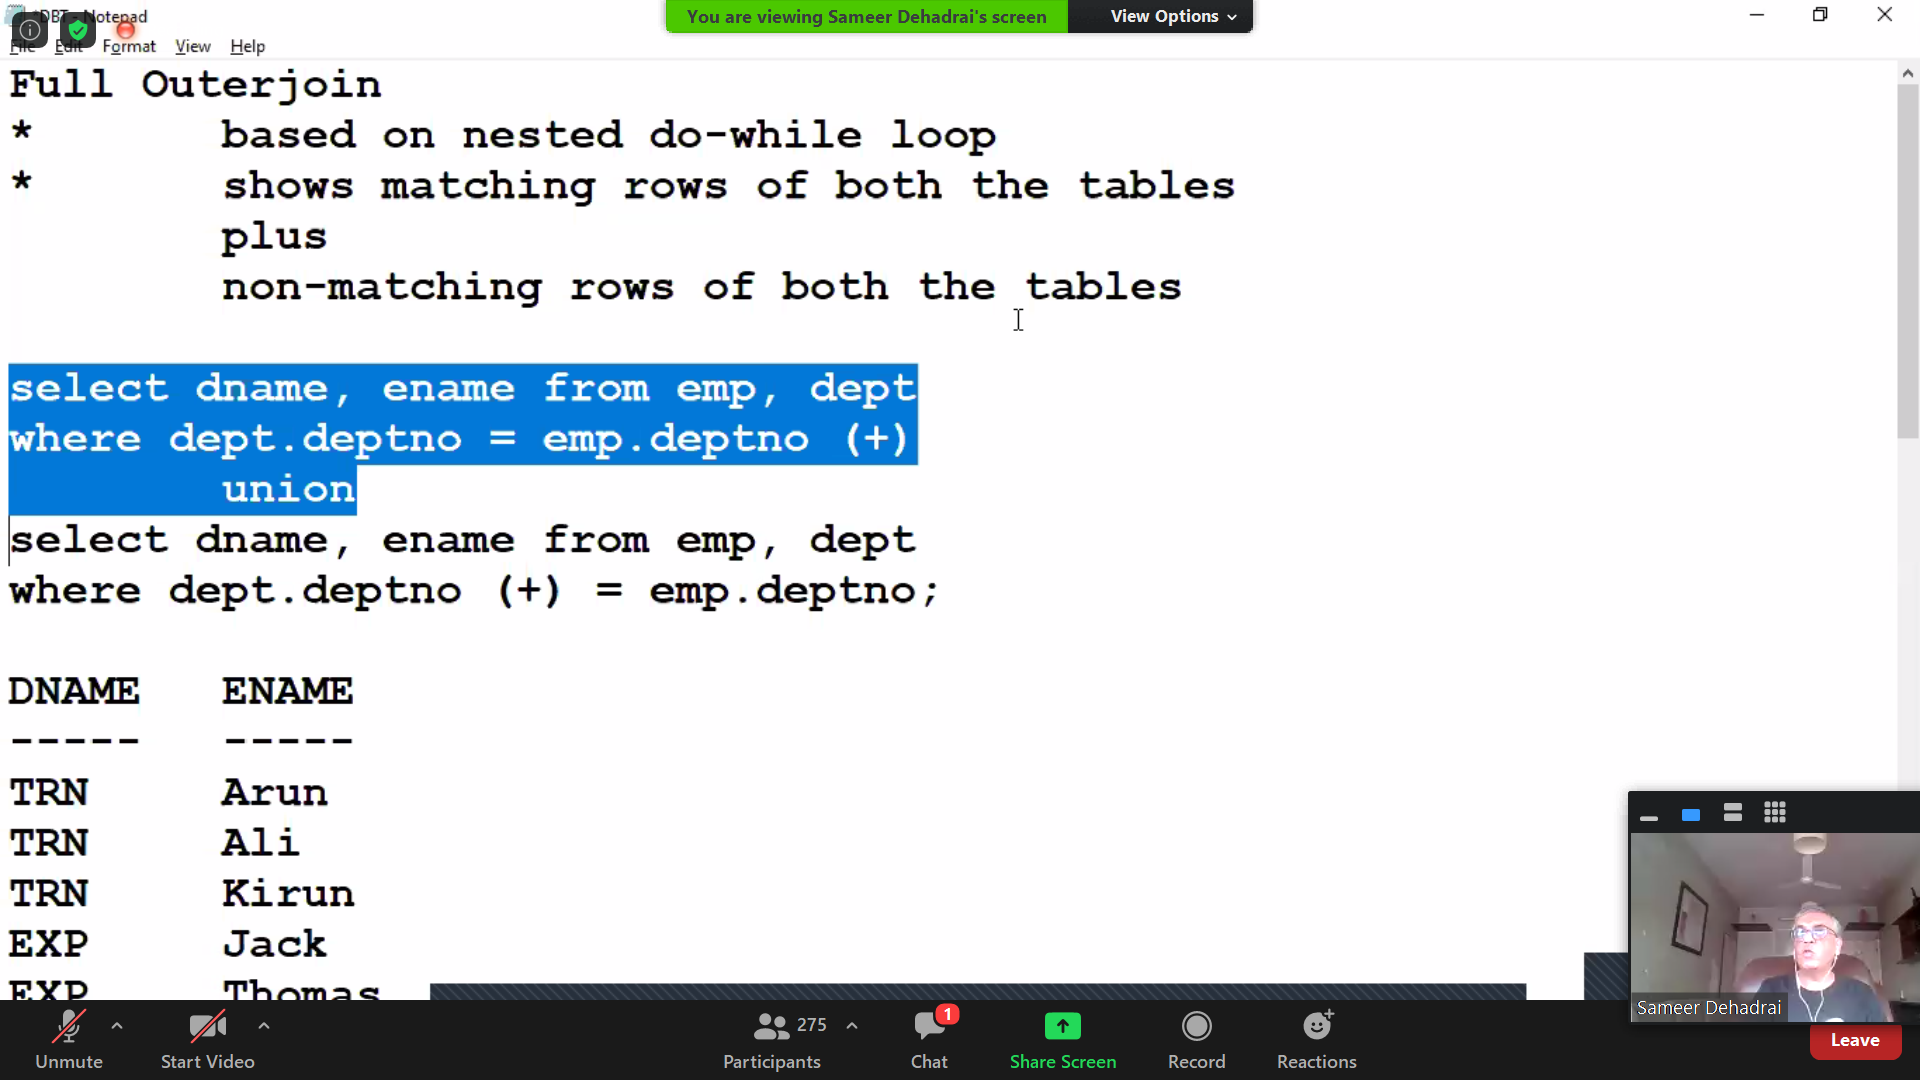 *DBT - Notepad
You are viewing Sameer Dehadrai's screen View Options
File Edit Format View Help
Full Outerjoin
* based on nested do-while loop
* shows matching rows of both the tables
plus
non-matching rows of both the tables
select dname, ename from emp, dept
where dept.deptno = emp.deptno (+)
union
select dname, ename from emp, dept
where dept.deptno (+) = emp.deptno;
DNAME ENAME
----- -----
TRN Arun
TRN Ali
TRN Kirun
EXP Jack
EXP Thomas
Sameer Dehadrai
Unmute
Start Video
275
Participants
1
Chat
Share Screen
Record
Reactions
Leave